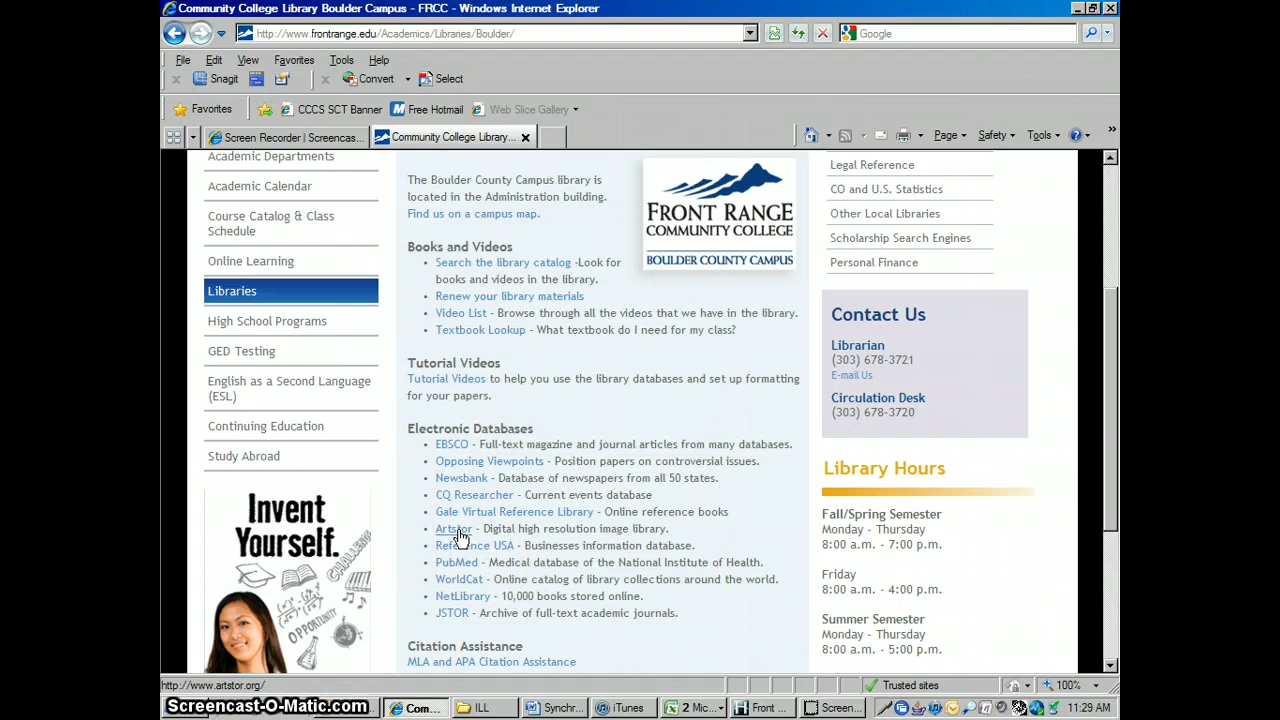 Community College Library Boulder Campus - FRCC - Windows Internet Explorer
http://www.frontrange.edu/Academics/Libraries/Boulder/
Google
File Edit View Favorites Tools Help
Snagit Convert Select
Favorites CCCS SCT Banner Free Hotmail Web Slice Gallery
Screen Recorder | Screencas... Community College Library... Page Safety Tools
Academic Departments
Academic Calendar
Course Catalog & Class
Schedule
Online Learning
Libraries
High School Programs
GED Testing
English as a Second Language
(ESL)
Continuing Education
Study Abroad
Invent
Yourself.
CHALLENGE
OPPORTUNITY
The Boulder County Campus library is
located in the Administration building.
Find us on a campus map.
FRONT RANGE
COMMUNITY COLLEGE
BOULDER COUNTY CAMPUS
Books and Videos
Search the library catalog -Look for
books and videos in the library.
Renew your library materials
Video List - Browse through all the videos that we have in the library.
Textbook Lookup - What textbook do I need for my class?
Tutorial Videos
Tutorial Videos to help you use the library databases and set up formatting
for your papers.
Electronic Databases
EBSCO - Full-text magazine and journal articles from many databases.
Opposing Viewpoints - Position papers on controversial issues.
Newsbank - Database of newspapers from all 50 states.
CQ Researcher - Current events database
Gale Virtual Reference Library - Online reference books
Artstor - Digital high resolution image library.
Reference USA - Businesses information database.
PubMed - Medical database of the National Institute of Health.
WorldCat - Online catalog of library collections around the world.
NetLibrary - 10,000 books stored online.
JSTOR - Archive of full-text academic journals.
Citation Assistance
MLA and APA Citation Assistance
Legal Reference
CO and U.S. Statistics
Other Local Libraries
Scholarship Search Engines
Personal Finance
Contact Us
Librarian
(303) 678-3721
E-mail Us
Circulation Desk
(303) 678-3720
Library Hours
Fall/Spring Semester
Monday - Thursday
8:00 a.m. - 7:00 p.m.
Friday
8:00 a.m. - 4:00 p.m.
Summer Semester
Monday - Thursday
8:00 a.m. - 5:00 p.m.
http://www.artstor.org/ Trusted sites 100%
Screencast-O-Matic.com Com... ILL Synchr... iTunes 2 Mic... Front ... Screen... 11:29 AM